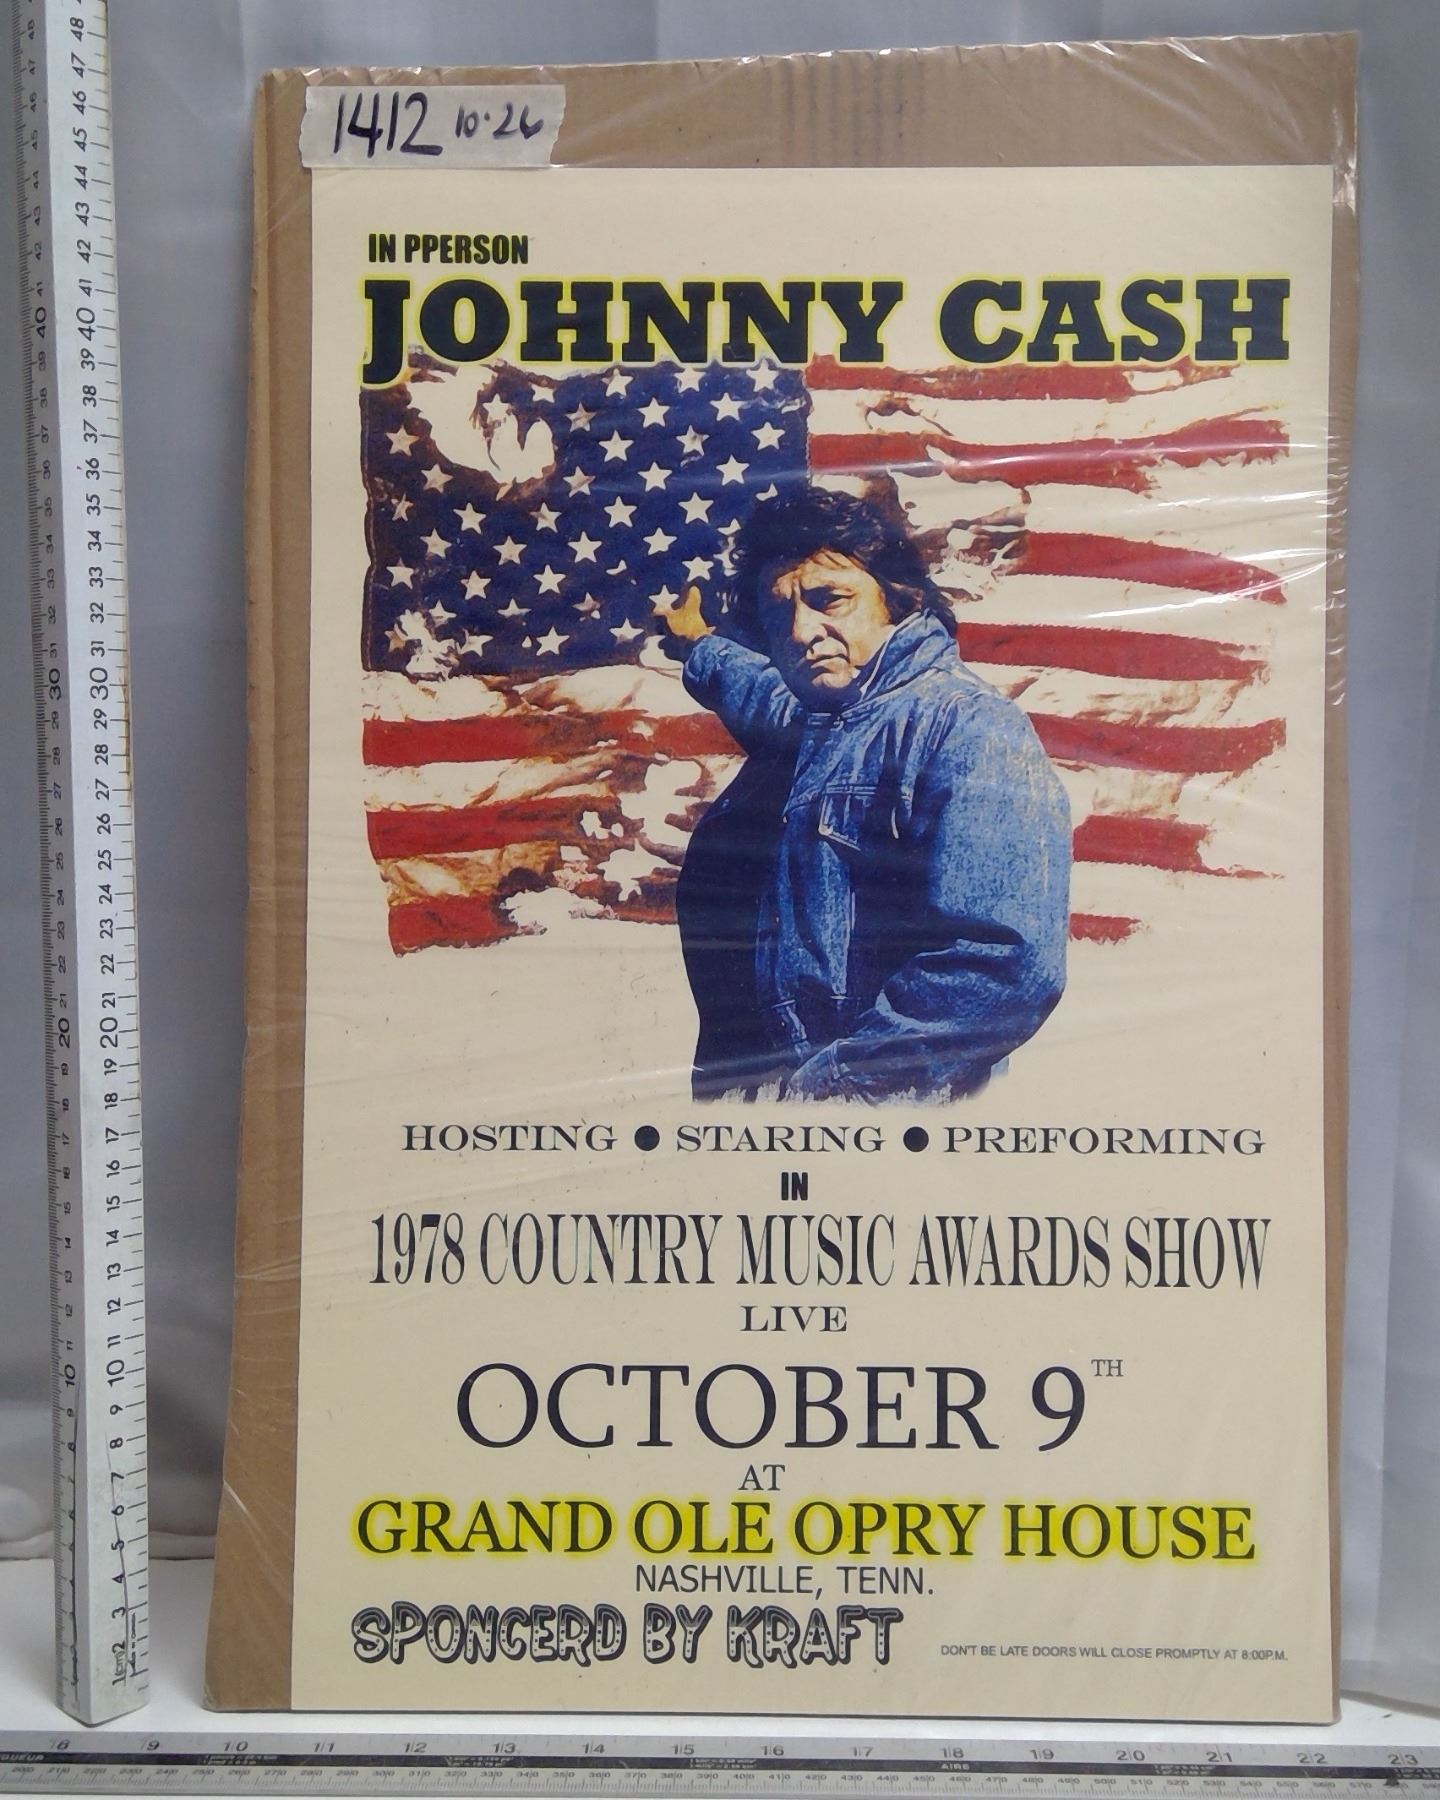 1412 10·26
IN PPERSON
JOHNNY CASH
HOSTING ● STARING ● PREFORMING
IN
1978 COUNTRY MUSIC AWARDS SHOW
LIVE
OCTOBER 9TH
AT
GRAND OLE OPRY HOUSE
NASHVILLE, TENN.
SPONCERD BY KRAFT
DON'T BE LATE DOORS WILL CLOSE PROMPTLY AT 8:00P.M.